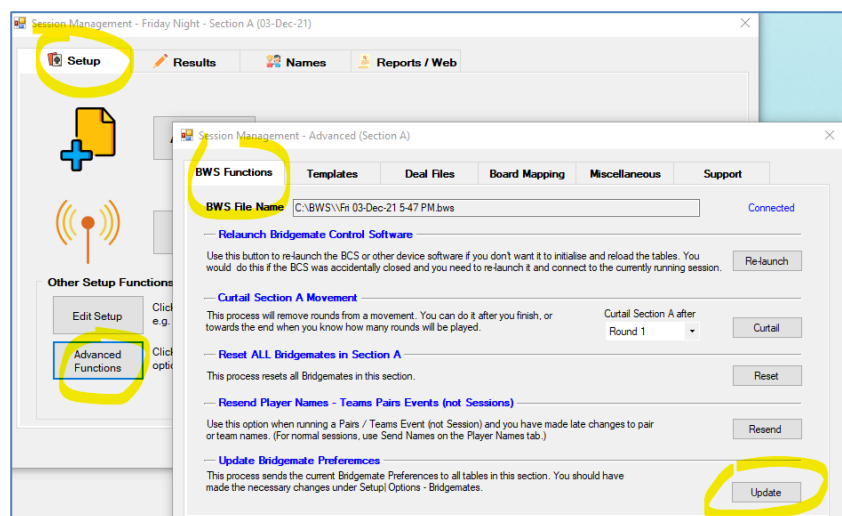 Session Management - Friday Night - Section A (03-Dec-21)
Setup Results Names Reports / Web
Session Management - Advanced (Section A)
BWS Functions Templates Deal Files Board Mapping Miscellaneous Support
BWS File Name C:\BWS\\Fri 03-Dec-21 5-47 PM.bws Connected
Relaunch Bridgemate Control Software
Use this button to re-launch the BCS or other device software if you don't want it to initialise and reload the tables. You
would do this if the BCS was accidentally closed and you need to re-launch it and connect to the currently running session.
Re-launch
Other Setup Functions
Edit Setup
Click
e.g.
Advanced
Functions
Click
optic
Curtail Section A Movement
This process will remove rounds from a movement. You can do it after you finish, or
towards the end when you know how many rounds will be played.
Curtail Section A after
Round 1
Curtail
Reset ALL Bridgemates in Section A
This process resets all Bridgemates in this section.
Reset
Resend Player Names - Teams Pairs Events (not Sessions)
Use this option when running a Pairs / Teams Event (not Session) and you have made late changes to pair
or team names. (For normal sessions, use Send Names on the Player Names tab.)
Resend
Update Bridgemate Preferemces
This process sends the current Bridgemate Preferences to all tables in this section. You should have
made the necessary changes under Setup| Options - Bridgemates.
Update